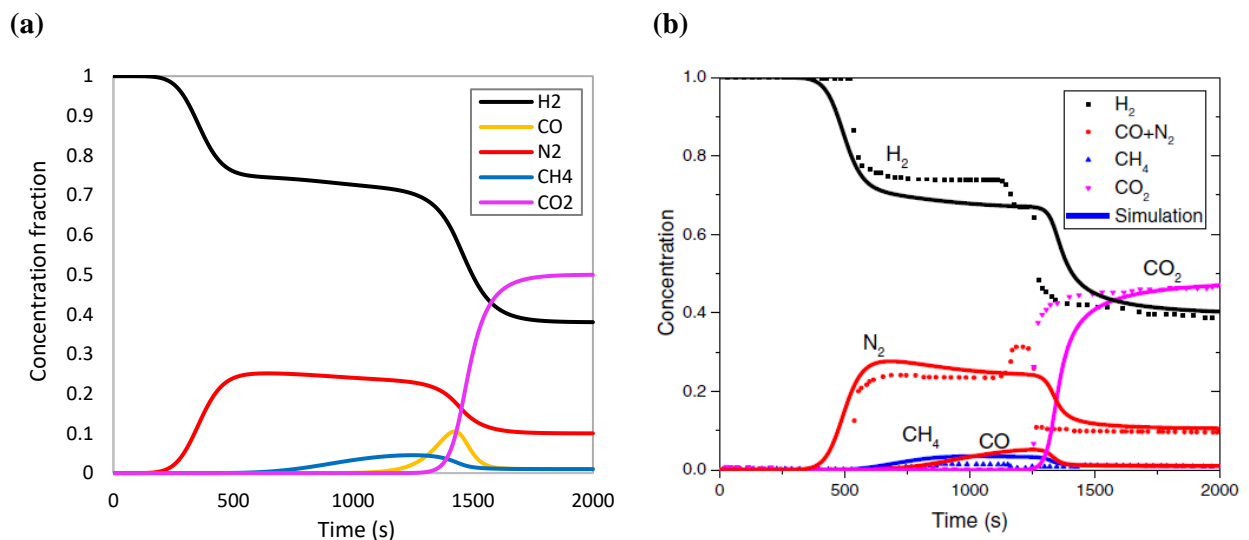 (a)
Concentration fraction
1
0.9
0.8
0.7
0.6
0.5
0.4
0.3
0.2
0.1
0
0
500
1000
1500
2000
Time (s)
H2
CO
N2
CH4
CO2
(b)
Concentration
1.0
0.8
0.6
0.4
0.2
0.0
0
500
1000
1500
2000
Time (s)
H₂
CO+N₂
CH₄
CO₂
Simulation
H₂
CO₂
N₂
CH₄
CO